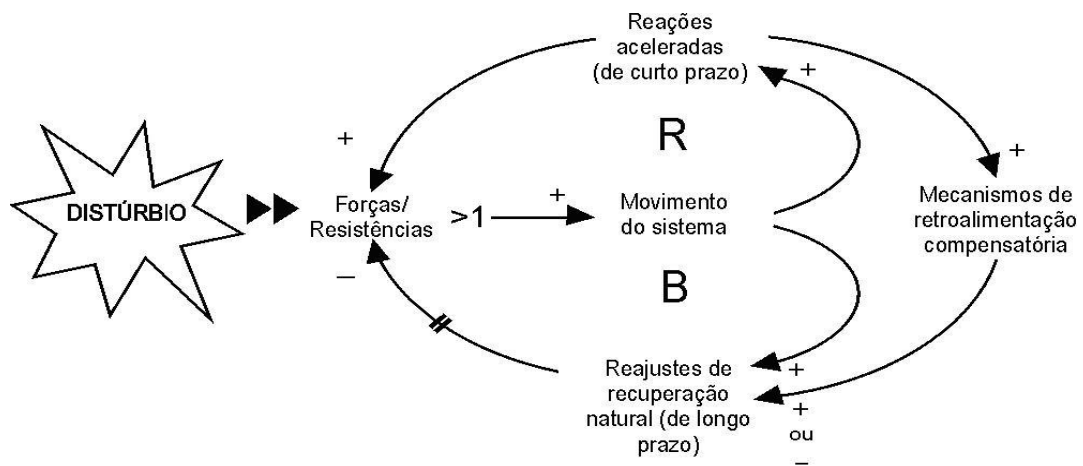 Reações
aceleradas
(de curto prazo)
+
+
R
+
DISTÚRBIO
Forças/
Resistências
>1
+
Movimento
do sistema
Mecanismos de
retroalimentação
compensatória
–
B
Reajustes de
recuperação
natural (de longo
prazo)
+
+
ou
–